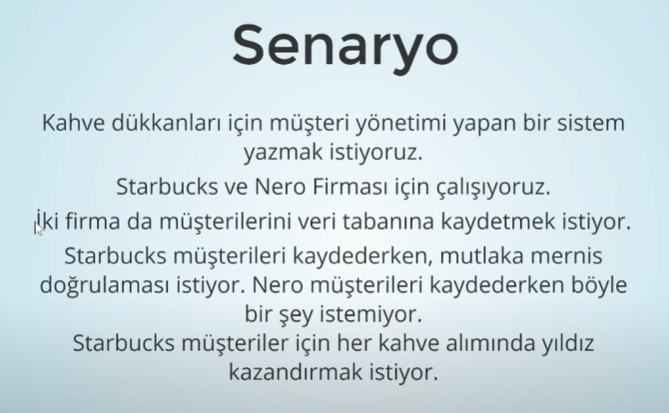 Senaryo
Kahve dükkanları için müşteri yönetimi yapan bir sistem
yazmak istiyoruz.
Starbucks ve Nero Firması için çalışıyoruz.
İki firma da müşterilerini veri tabanına kaydetmek istiyor.
Starbucks müşterileri kaydederken, mutlaka mernis
doğrulaması istiyor. Nero müşterileri kaydederken böyle
bir şey istemiyor.
Starbucks müşteriler için her kahve alımında yıldız
kazandırmak istiyor.